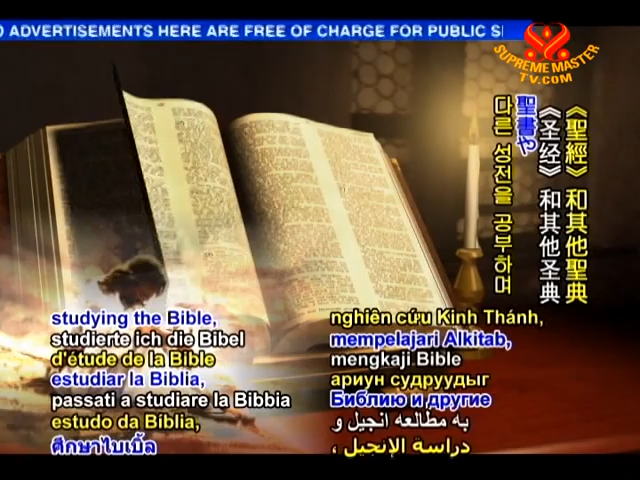 ADVERTISEMENTS HERE ARE FREE OF CHARGE FOR PUBLIC
SUPREME MASTER
TV.COM
《聖經》和其他聖典
《圣经》和其他圣典
聖書や
다른 성전을 공부하며
studying the Bible,
studierte ich die Bibel
d'étude de la Bible
estudiar la Biblia,
passati a studiare la Bibbia
estudo da Bíblia,
ศึกษาไบเบิ้ล
nghiên cứu Kinh Thánh,
mempelajari Alkitab,
mengkaji Bible
ариун судруудыг
Библию и другие
به مطالعه انجیل و
دراسة الإنجيل ،